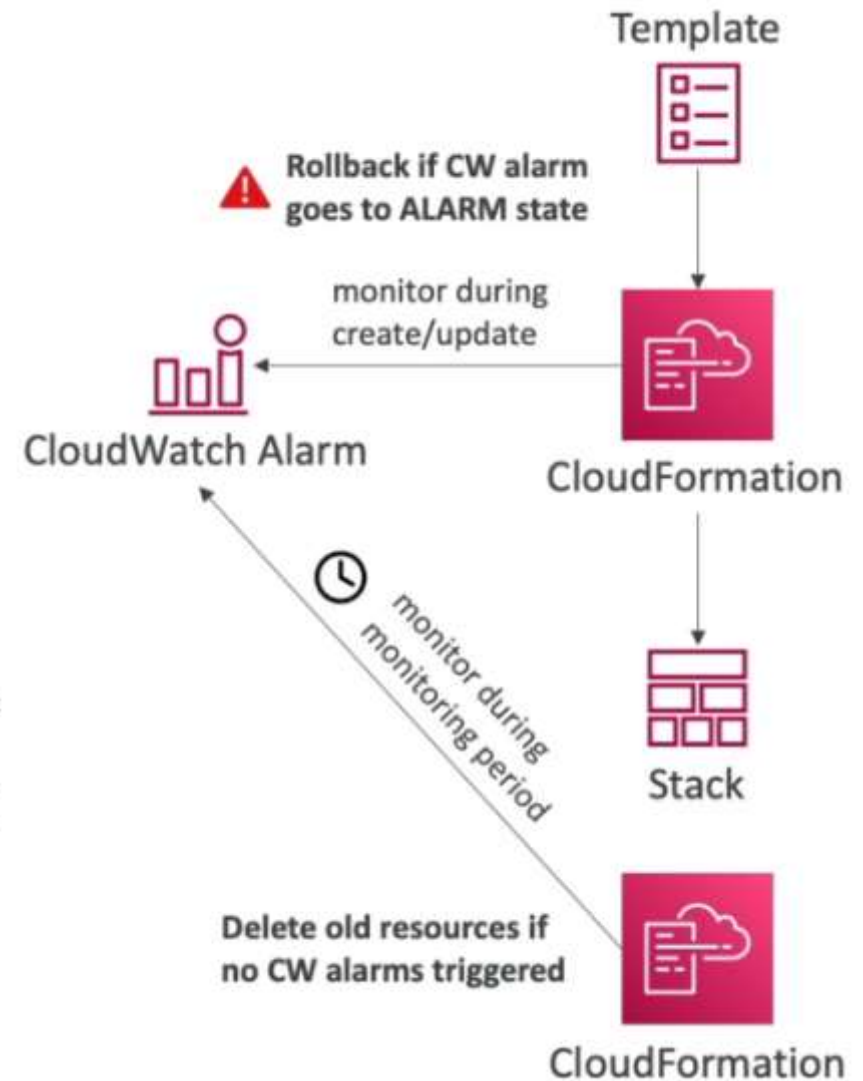 Template
Rollback if CW alarm
goes to ALARM state
monitor during
create/update
CloudWatch Alarm
CloudFormation
monitor during
monitoring period
Stack
Delete old resources if
no CW alarms triggered
CloudFormation